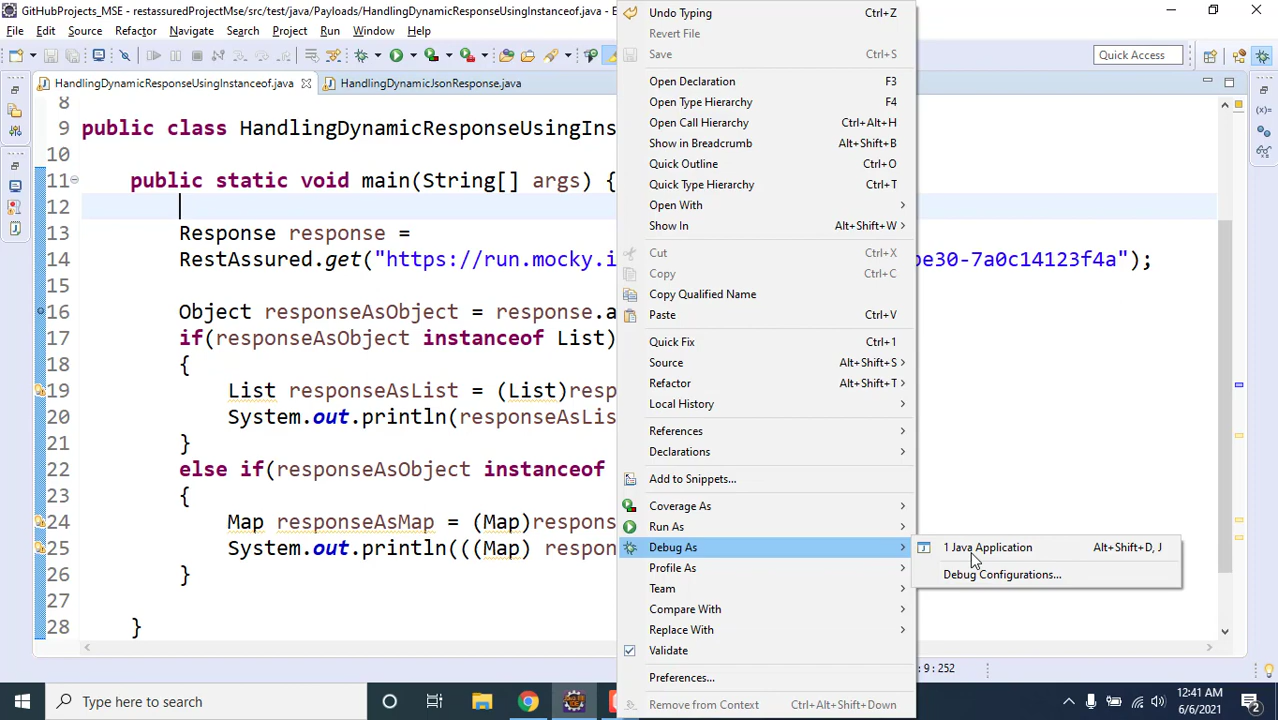 GitHubProjects_MSE - restassuredProjectMse/src/test/java/Payloads/HandlingDynamicResponseUsingInstanceof.java - E
File Edit Source Refactor Navigate Search Project Run Window
Quick Access
HandlingDynamicResponseUsingInstanceof.java HandlingDynamicJsonResponse.java
8
9 public class HandlingDynamicResponseUsingIns
10
11 public static void main(String[] args) {
12
13 Response response =
14 RestAssured.get("https://run.mocky.i be30-7a0c14123f4a");
15
16 Object responseAsObject = response.a
17 if(responseAsObject instanceof List)
18 {
19 List responseAsList = (List)resp
20 System.out.println(responseAsLis
21 }
22 else if(responseAsObject instanceof
23 {
24 Map responseAsMap = (Map)respons
25 System.out.println(((Map) respon
26 }
27
28 }
Undo Typing Ctrl+Z
Revert File
Save Ctrl+S
Open Declaration F3
Open Type Hierarchy F4
Open Call Hierarchy Ctrl+Alt+H
Show in Breadcrumb Alt+Shift+B
Quick Outline Ctrl+O
Quick Type Hierarchy Ctrl+T
Open With
Show In Alt+Shift+W
Cut Ctrl+X
Copy Ctrl+C
Copy Qualified Name
Paste Ctrl+V
Quick Fix Ctrl+1
Source Alt+Shift+S
Refactor Alt+Shift+T
Local History
References
Declarations
Add to Snippets...
Coverage As
Run As
Debug As
Profile As
Team
Compare With
Replace With
Validate
Preferences...
Remove from Context Ctrl+Alt+Shift+Down
1 Java Application Alt+Shift+D, J
Debug Configurations...
: 9 : 252
Type here to search
12:41 AM
6/6/2021
2